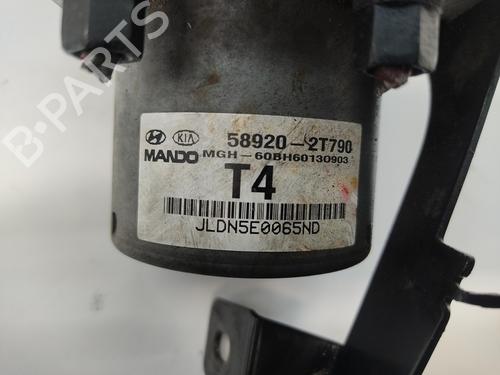 B-PARTS
KIA 58920-2T790
MANDO MGH-60BH60130903
T4
JLDN5E0065ND